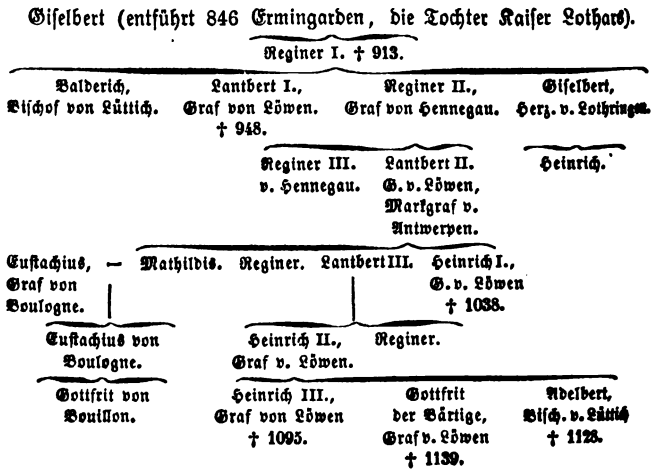 Giselbert (entführt 846 Ermingarden, die Tochter Kaiser Lothars).
Reginer I. † 913.
Balderich,
Bischof von Lüttich.
Lantbert I.,
Graf von Löwen.
† 948.
Reginer II.,
Graf von Hennegau.
Giselbert,
Herz. v. Lothringen.
Reginer III.
v. Hennegau.
Lantbert II.
G. v. Löwen,
Markgraf v.
Antwerpen.
Heinrich.
Eustachius,
Graf von
Boulogne.
— Mathildis.
Reginer.
Lantbert III.
Heinrich I.,
G. v. Löwen
† 1038.
Eustachius von
Boulogne.
Heinrich II.,
Graf v. Löwen.
Reginer.
Gottfrit von
Bouillon.
Heinrich III.,
Graf von Löwen
† 1095.
Gottfrit
der Bärtige,
Graf v. Löwen
† 1139.
Adelbert,
Bisch. v. Lüttich
† 1128.